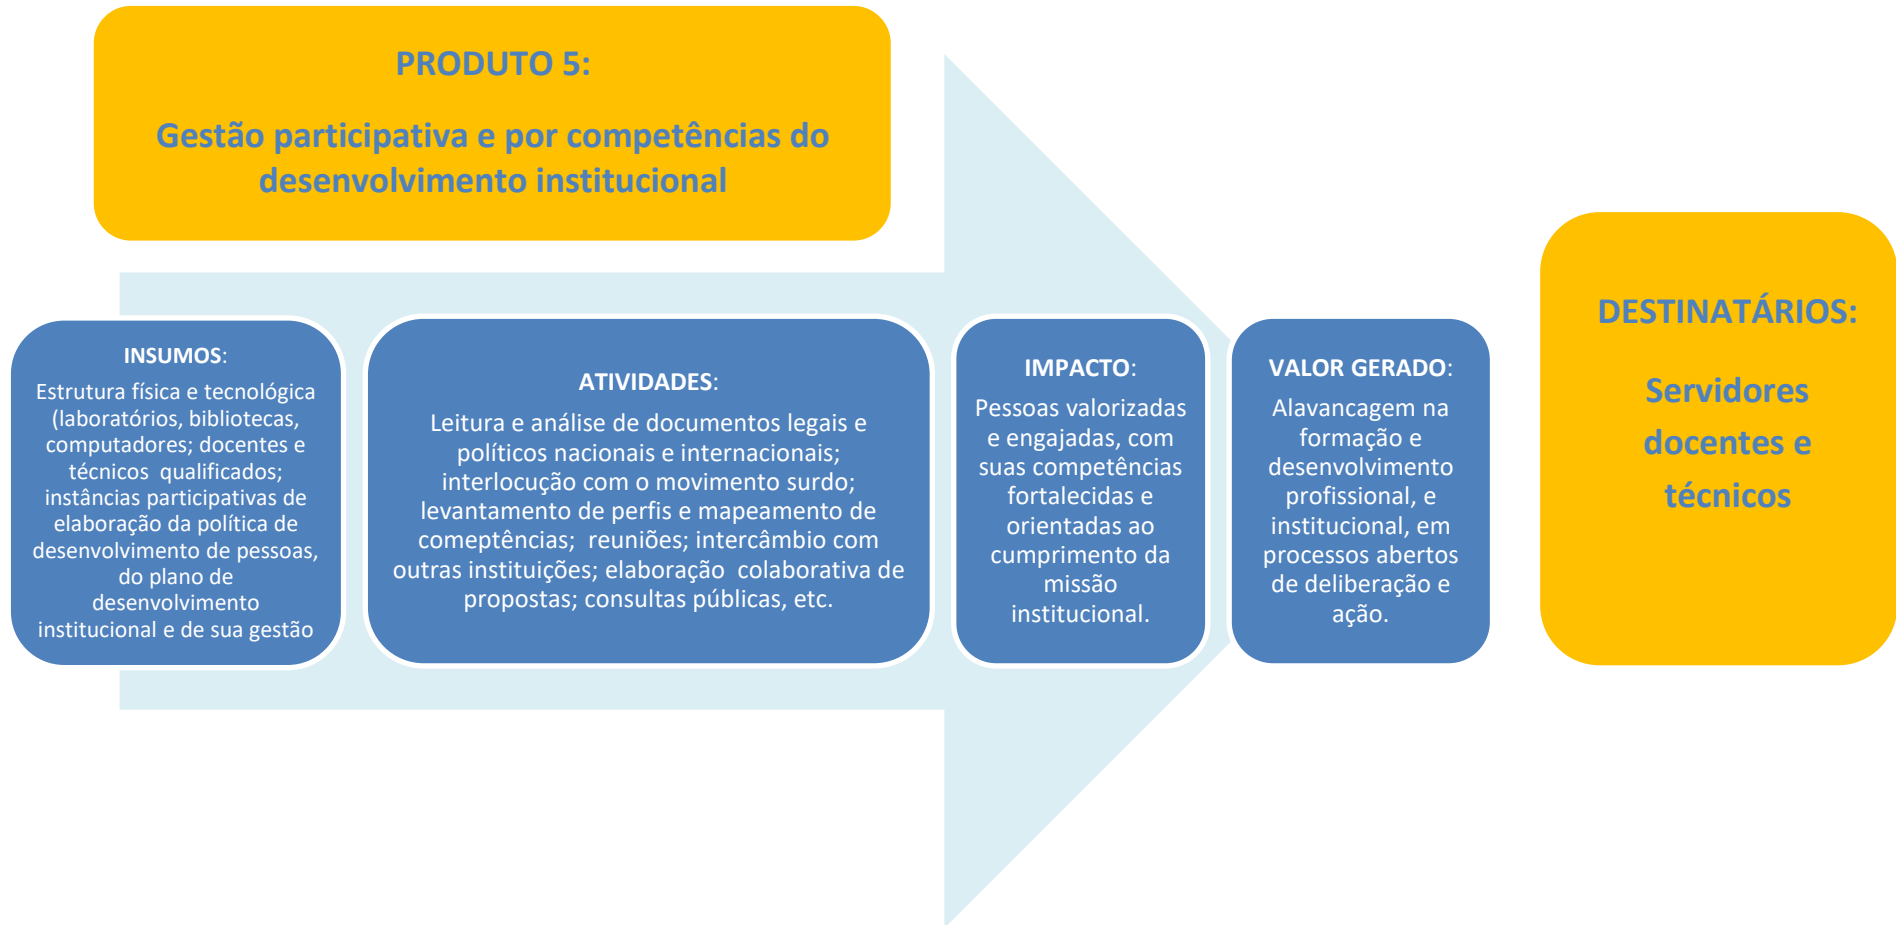 PRODUTO 5:
Gestão participativa e por competências do
desenvolvimento institucional
INSUMOS:
Estrutura física e tecnológica
(laboratórios, bibliotecas,
computadores; docentes e
técnicos  qualificados;
instâncias participativas de
elaboração da política de
desenvolvimento de pessoas,
do plano de
desenvolvimento
institucional e de sua gestão
ATIVIDADES:
Leitura e análise de documentos legais e
políticos nacionais e internacionais;
interlocução com o movimento surdo;
levantamento de perfis e mapeamento de
comeptências;  reuniões; intercâmbio com
outras instituições; elaboração  colaborativa de
propostas; consultas públicas, etc.
IMPACTO:
Pessoas valorizadas
e engajadas, com
suas competências
fortalecidas e
orientadas ao
cumprimento da
missão
institucional.
VALOR GERADO:
Alavancagem na
formação e
desenvolvimento
profissional, e
institucional, em
processos abertos
de deliberação e
ação.
DESTINATÁRIOS:
Servidores
docentes e
técnicos